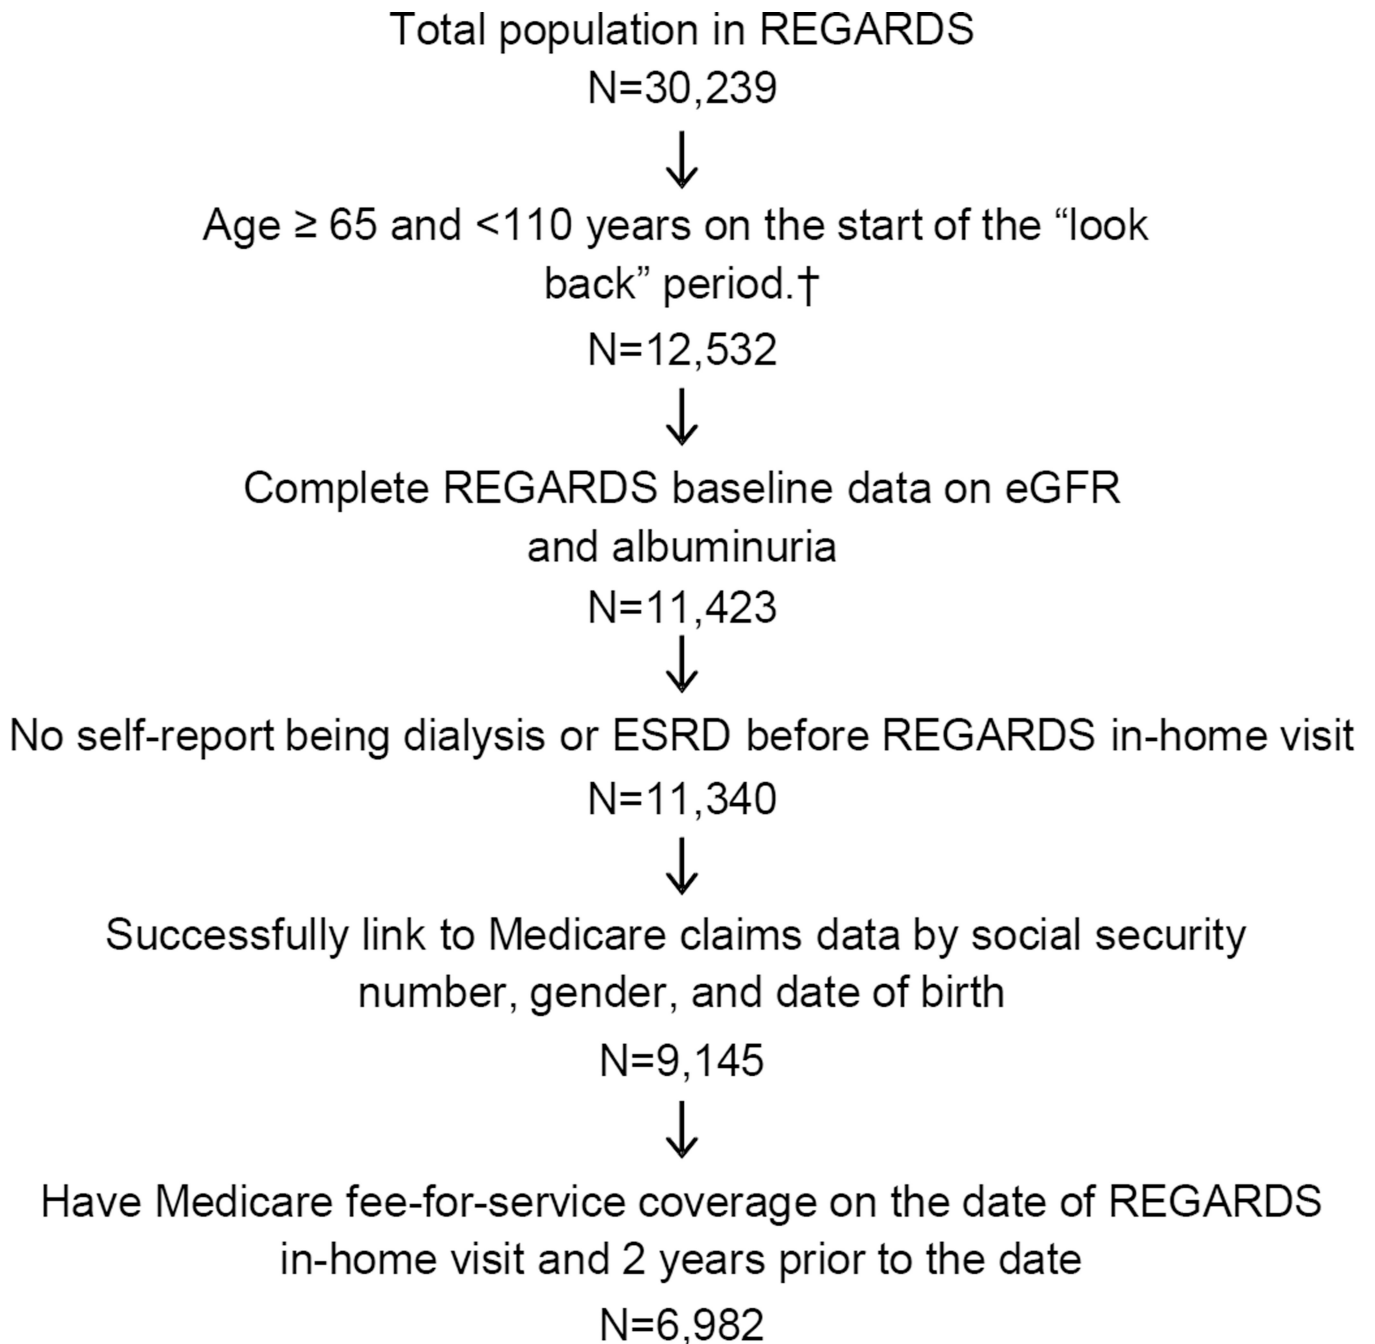 Total population in REGARDS
N=30,239
Age ≥ 65 and <110 years on the start of the “look
back” period.†
N=12,532
Complete REGARDS baseline data on eGFR
and albuminuria
N=11,423
No self-report being dialysis or ESRD before REGARDS in-home visit
N=11,340
Successfully link to Medicare claims data by social security
number, gender, and date of birth
N=9,145
Have Medicare fee-for-service coverage on the date of REGARDS
in-home visit and 2 years prior to the date
N=6,982